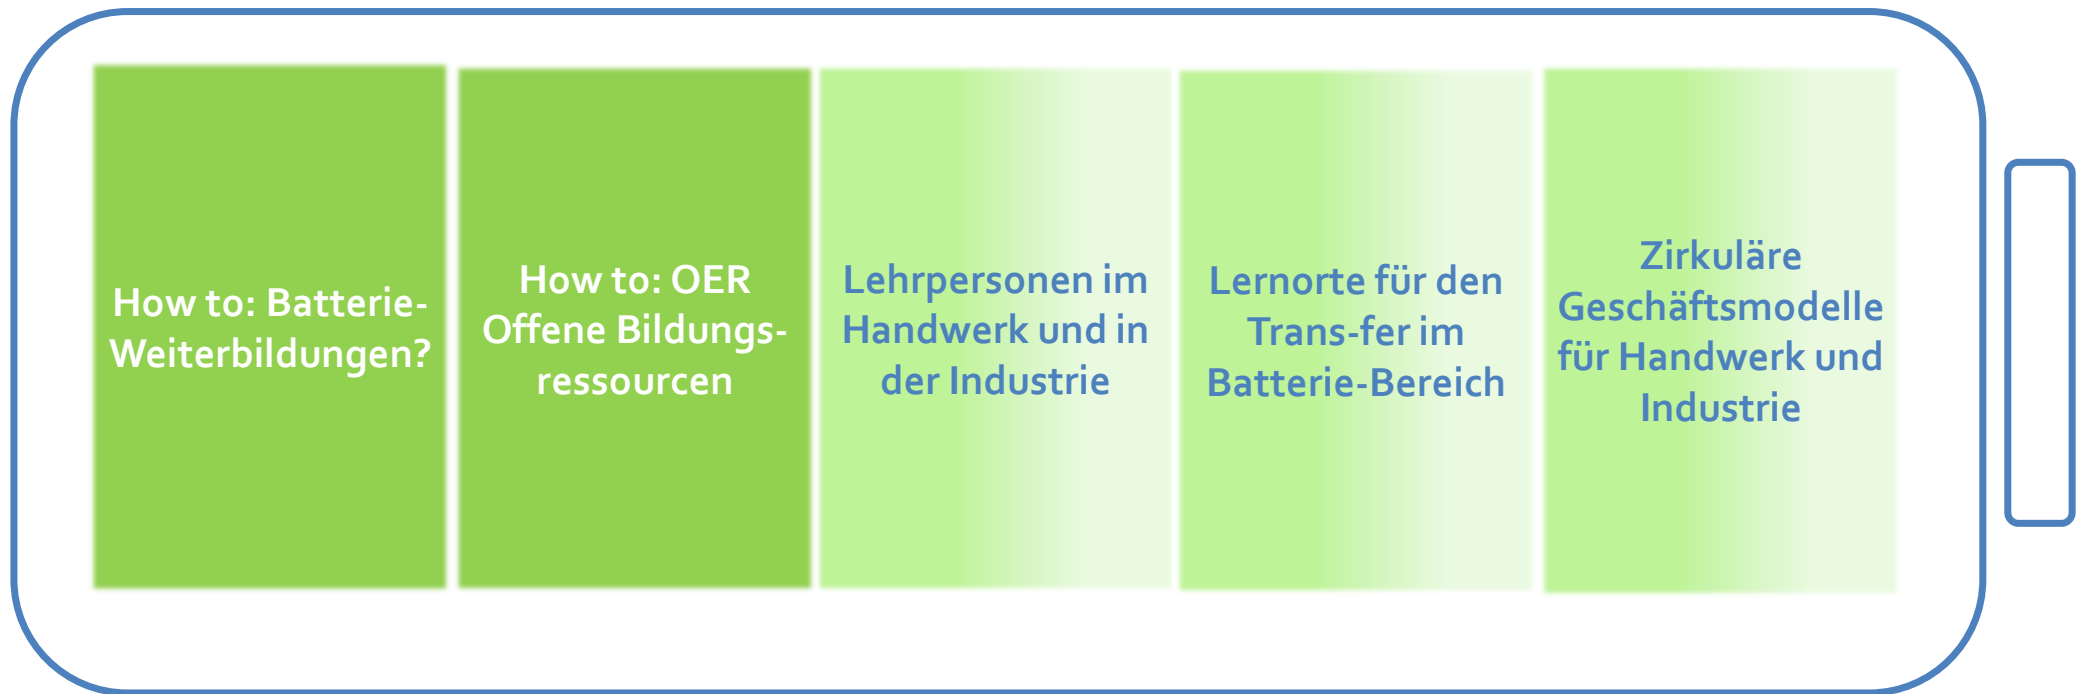 How to: Batterie-
Weiterbildungen?
How to: OER
Offene Bildungs-
ressourcen
Lehrpersonen im
Handwerk und in
der Industrie
Lernorte für den
Trans-fer im
Batterie-Bereich
Zirkuläre
Geschäftsmodelle
für Handwerk und
Industrie